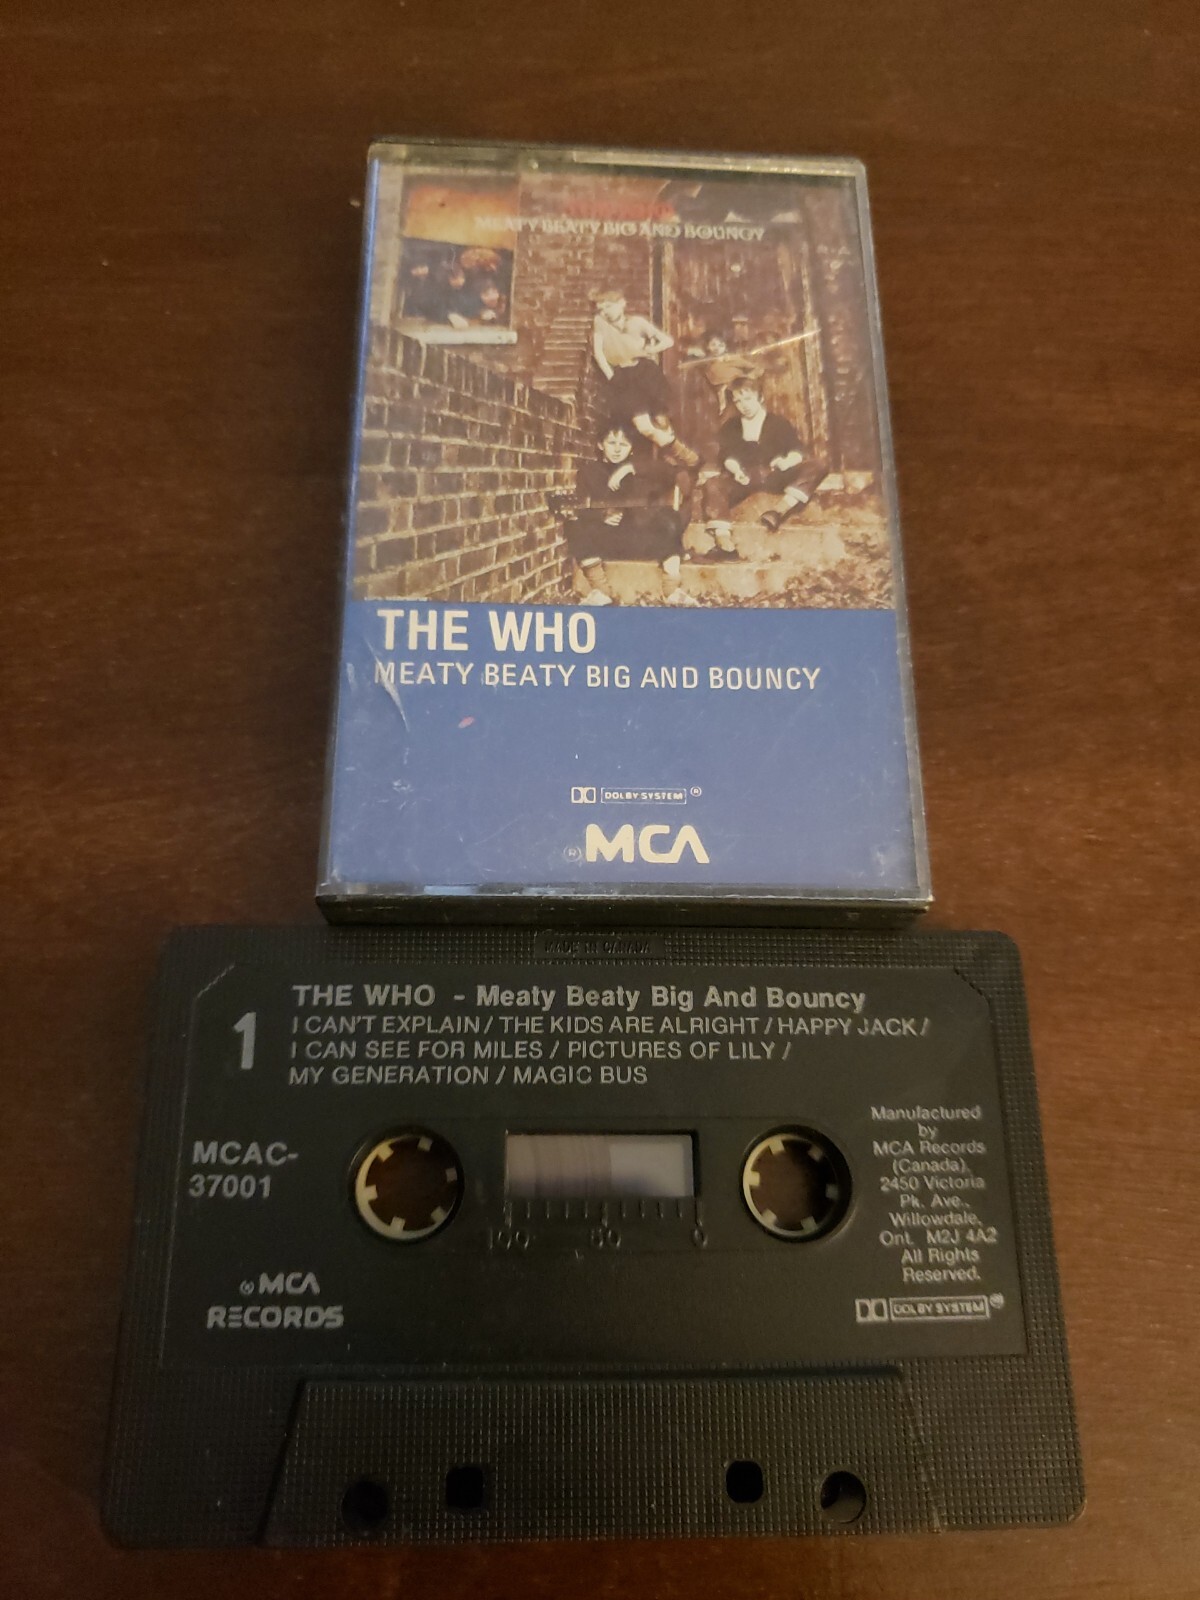 MEATY BEATY BIG AND BOUNCY
THE WHO
MEATY BEATY BIG AND BOUNCY
DOLBY SYSTEM ®
® MCA
MADE IN CANADA
1
THE WHO - Meaty Beaty Big And Bouncy
I CAN'T EXPLAIN / THE KIDS ARE ALRIGHT / HAPPY JACK /
I CAN SEE FOR MILES / PICTURES OF LILY /
MY GENERATION / MAGIC BUS
MCAC-
37001
Manufactured
by
MCA Records
(Canada),
2450 Victoria
Pk. Ave.,
Willowdale,
Ont. M2J 4A2
All Rights
Reserved.
100 50 0
® MCA
RECORDS
DOLBY SYSTEM